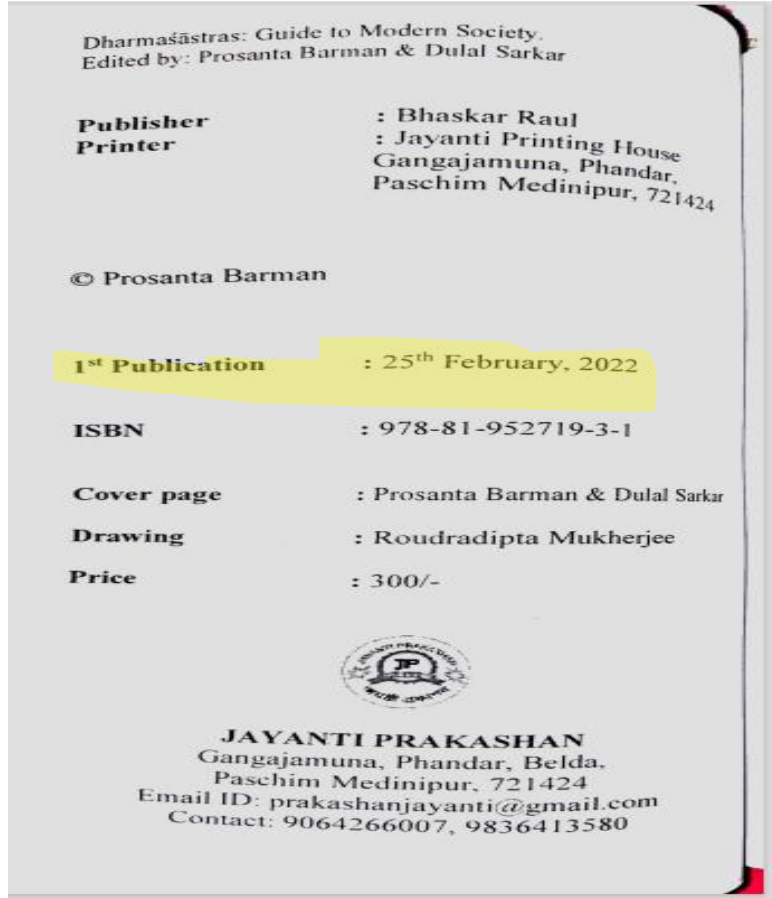 Dharmaśāstras: Guide to Modern Society.
Edited by: Prosanta Barman & Dulal Sarkar
Publisher : Bhaskar Raul
Printer : Jayanti Printing House
Gangajamuna, Phandar,
Paschim Medinipur, 721424
© Prosanta Barman
1st Publication : 25th February, 2022
ISBN : 978-81-952719-3-1
Cover page : Prosanta Barman & Dulal Sarkar
Drawing : Roudradipta Mukherjee
Price : 300/-
JAYANTI PRAKASHAN
JP
JAYANTI PRAKASHAN
Gangajamuna, Phandar, Belda,
Paschim Medinipur, 721424
Email ID: prakashanjayanti@gmail.com
Contact: 9064266007, 9836413580